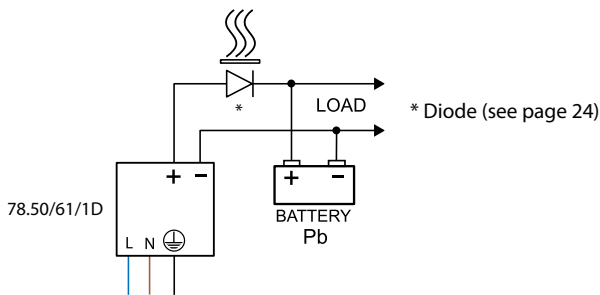 *
LOAD
* Diode (see page 24)
+ −
+ −
78.50/61/1D
BATTERY
L N
Pb